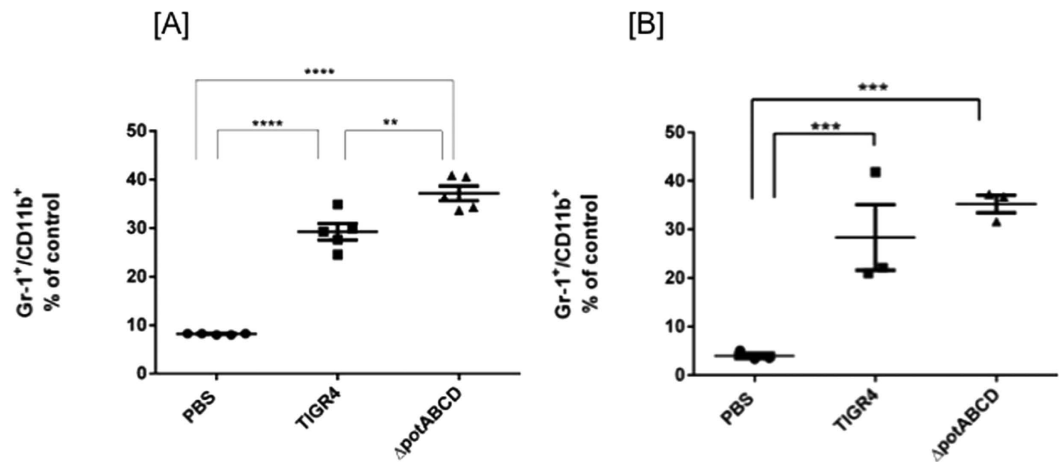 [A]
[B]
****
****
**
50
40
30
20
10
0
Gr-1⁺/CD11b⁺
% of control
PBS
TIGR4
ΔpotABCD
***
***
50
40
30
20
10
0
Gr-1⁺/CD11b⁺
% of control
PBS
TIGR4
ΔpotABCD